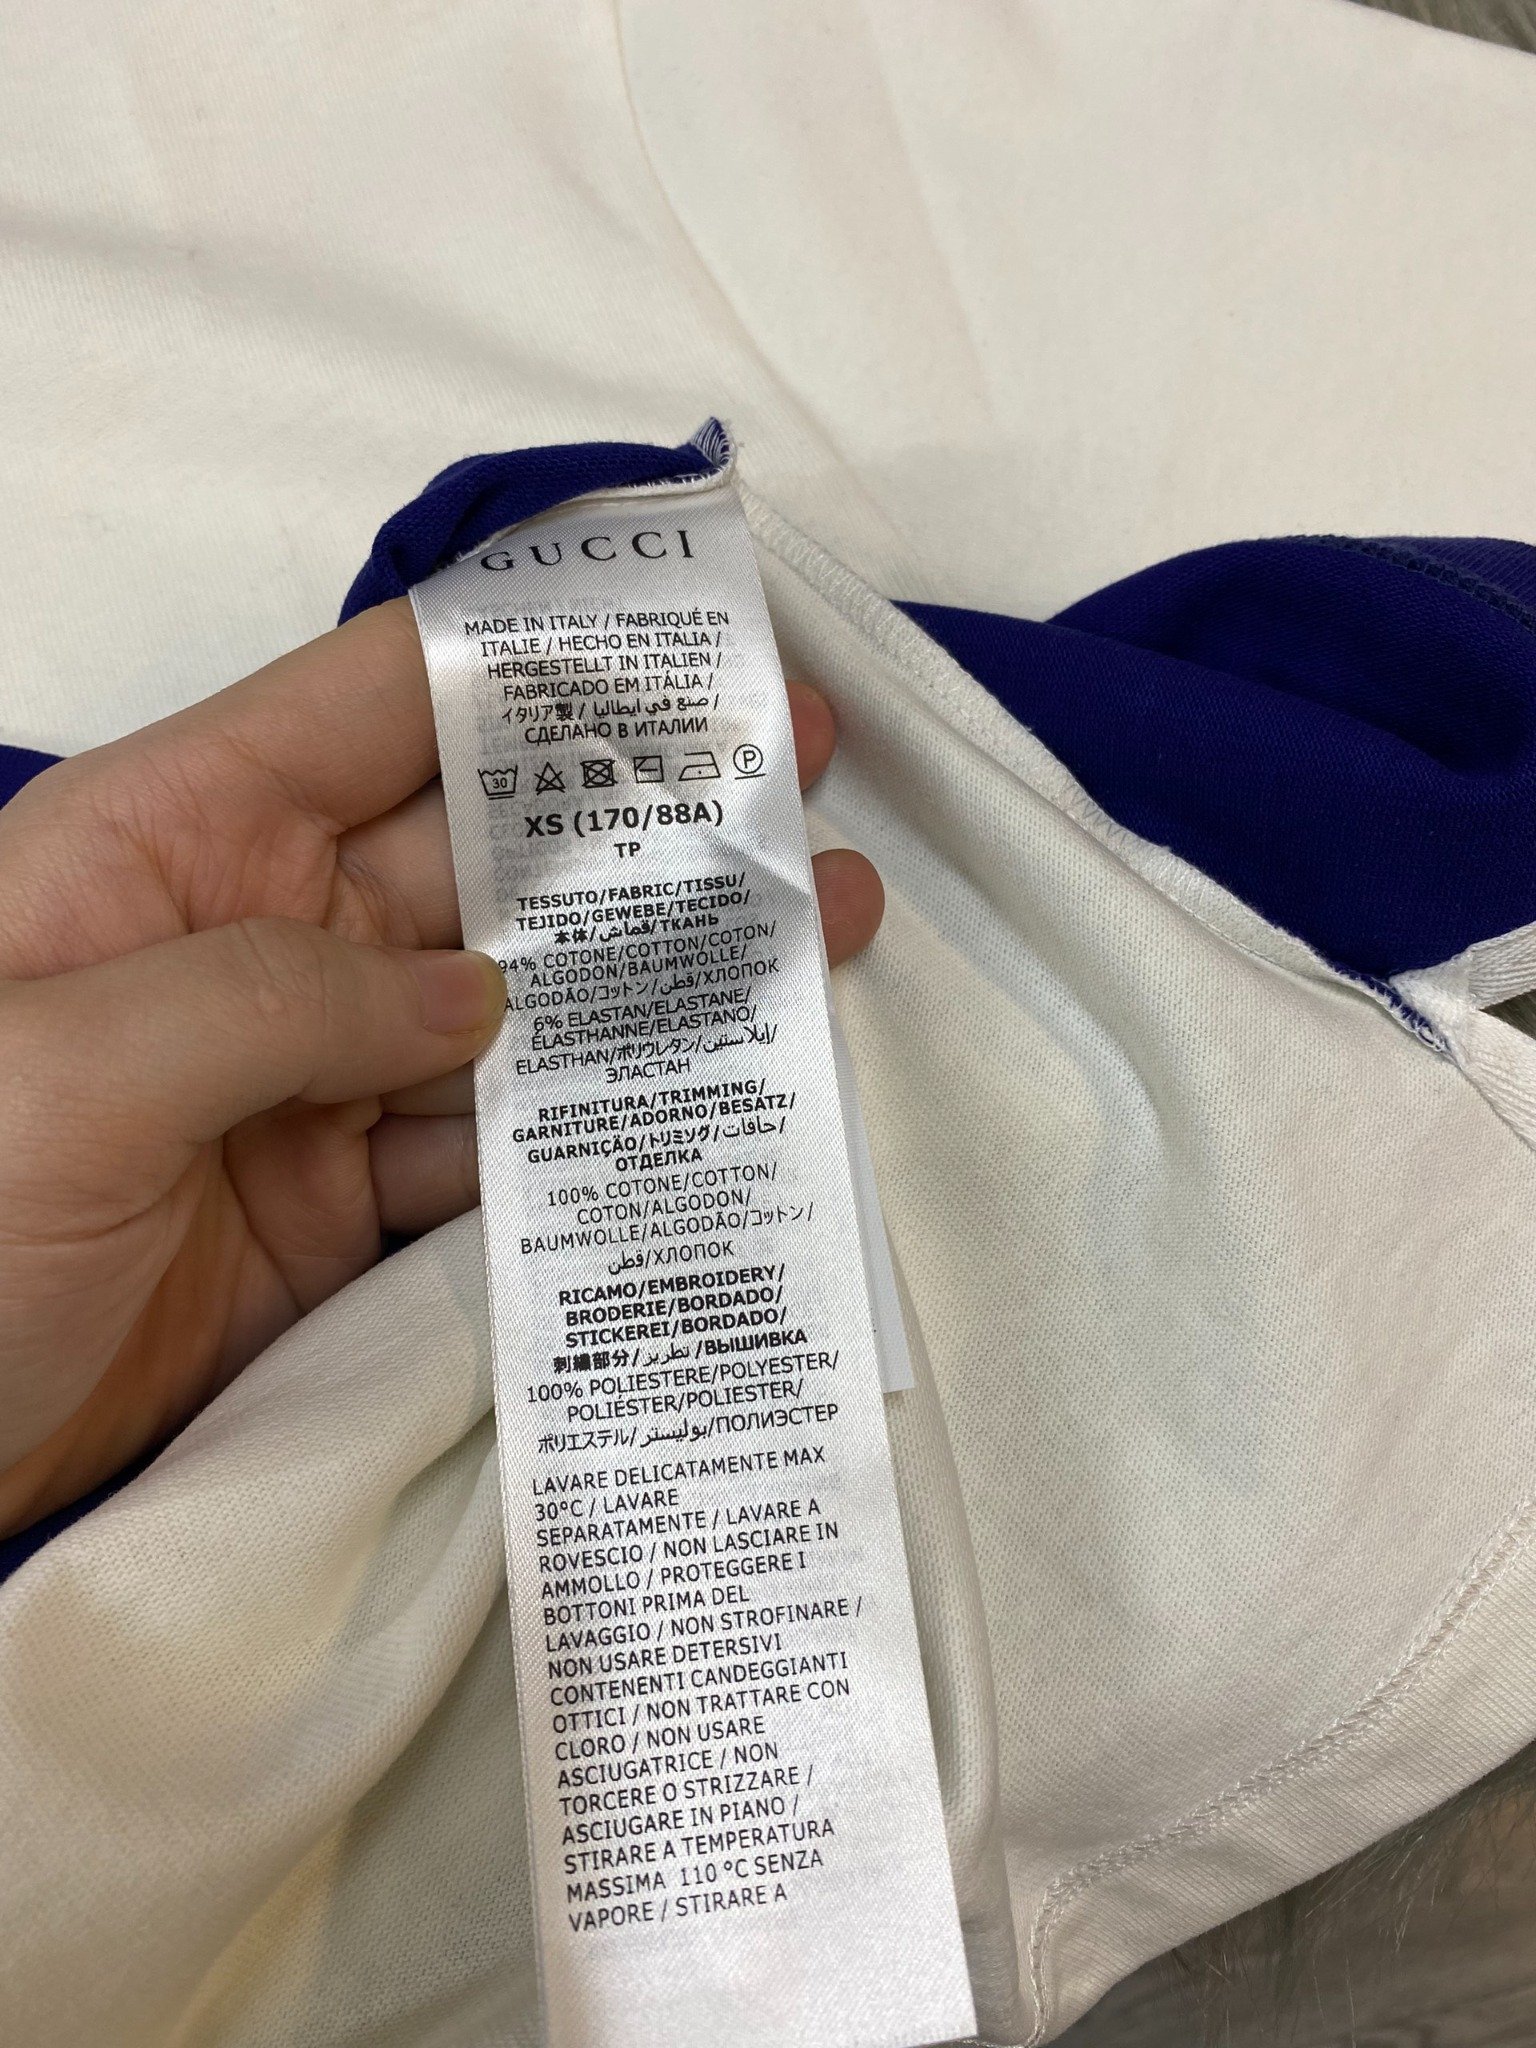 GUCCI
MADE IN ITALY / FABRIQUÉ EN
ITALIE / HECHO EN ITALIA /
HERGESTELLT IN ITALIEN /
FABRICADO EM ITÁLIA /
イタリア製 / صنع في ايطاليا /
СДЕЛАНО В ИТАЛИИ
30 P
XS (170/88A)
TP
TESSUTO/FABRIC/TISSU/
TEJIDO/GEWEBE/TECIDO/
本体/قماش/ТКАНЬ
94% COTONE/COTTON/COTON/
ALGODON/BAUMWOLLE/
ALGODÃO/コットン/قطن/ХЛОПОК
6% ELASTAN/ELASTANE/
ÉLASTHANNE/ELASTANO/
ELASTHAN/ポリウレタン/إيلاستين/
ЭЛАСТАН
RIFINITURA/TRIMMING/
GARNITURE/ADORNO/BESATZ/
GUARNIÇÃO/トリミング/حافات/
ОТДЕЛКА
100% COTONE/COTTON/
COTON/ALGODON/
BAUMWOLLE/ALGODÃO/コットン/
قطن/ХЛОПОК
RICAMO/EMBROIDERY/
BRODERIE/BORDADO/
STICKEREI/BORDADO/
刺繍部分/تطريز/ВЫШИВКА
100% POLIESTERE/POLYESTER/
POLIÉSTER/POLIESTER/
ポリエステル/بوليستر/ПОЛИЭСТЕР
LAVARE DELICATAMENTE MAX
30°C / LAVARE
SEPARATAMENTE / LAVARE A
ROVESCIO / NON LASCIARE IN
AMMOLLO / PROTEGGERE I
BOTTONI PRIMA DEL
LAVAGGIO / NON STROFINARE /
NON USARE DETERSIVI
CONTENENTI CANDEGGIANTI
OTTICI / NON TRATTARE CON
CLORO / NON USARE
ASCIUGATRICE / NON
TORCERE O STRIZZARE /
ASCIUGARE IN PIANO /
STIRARE A TEMPERATURA
MASSIMA 110 °C SENZA
VAPORE / STIRARE A